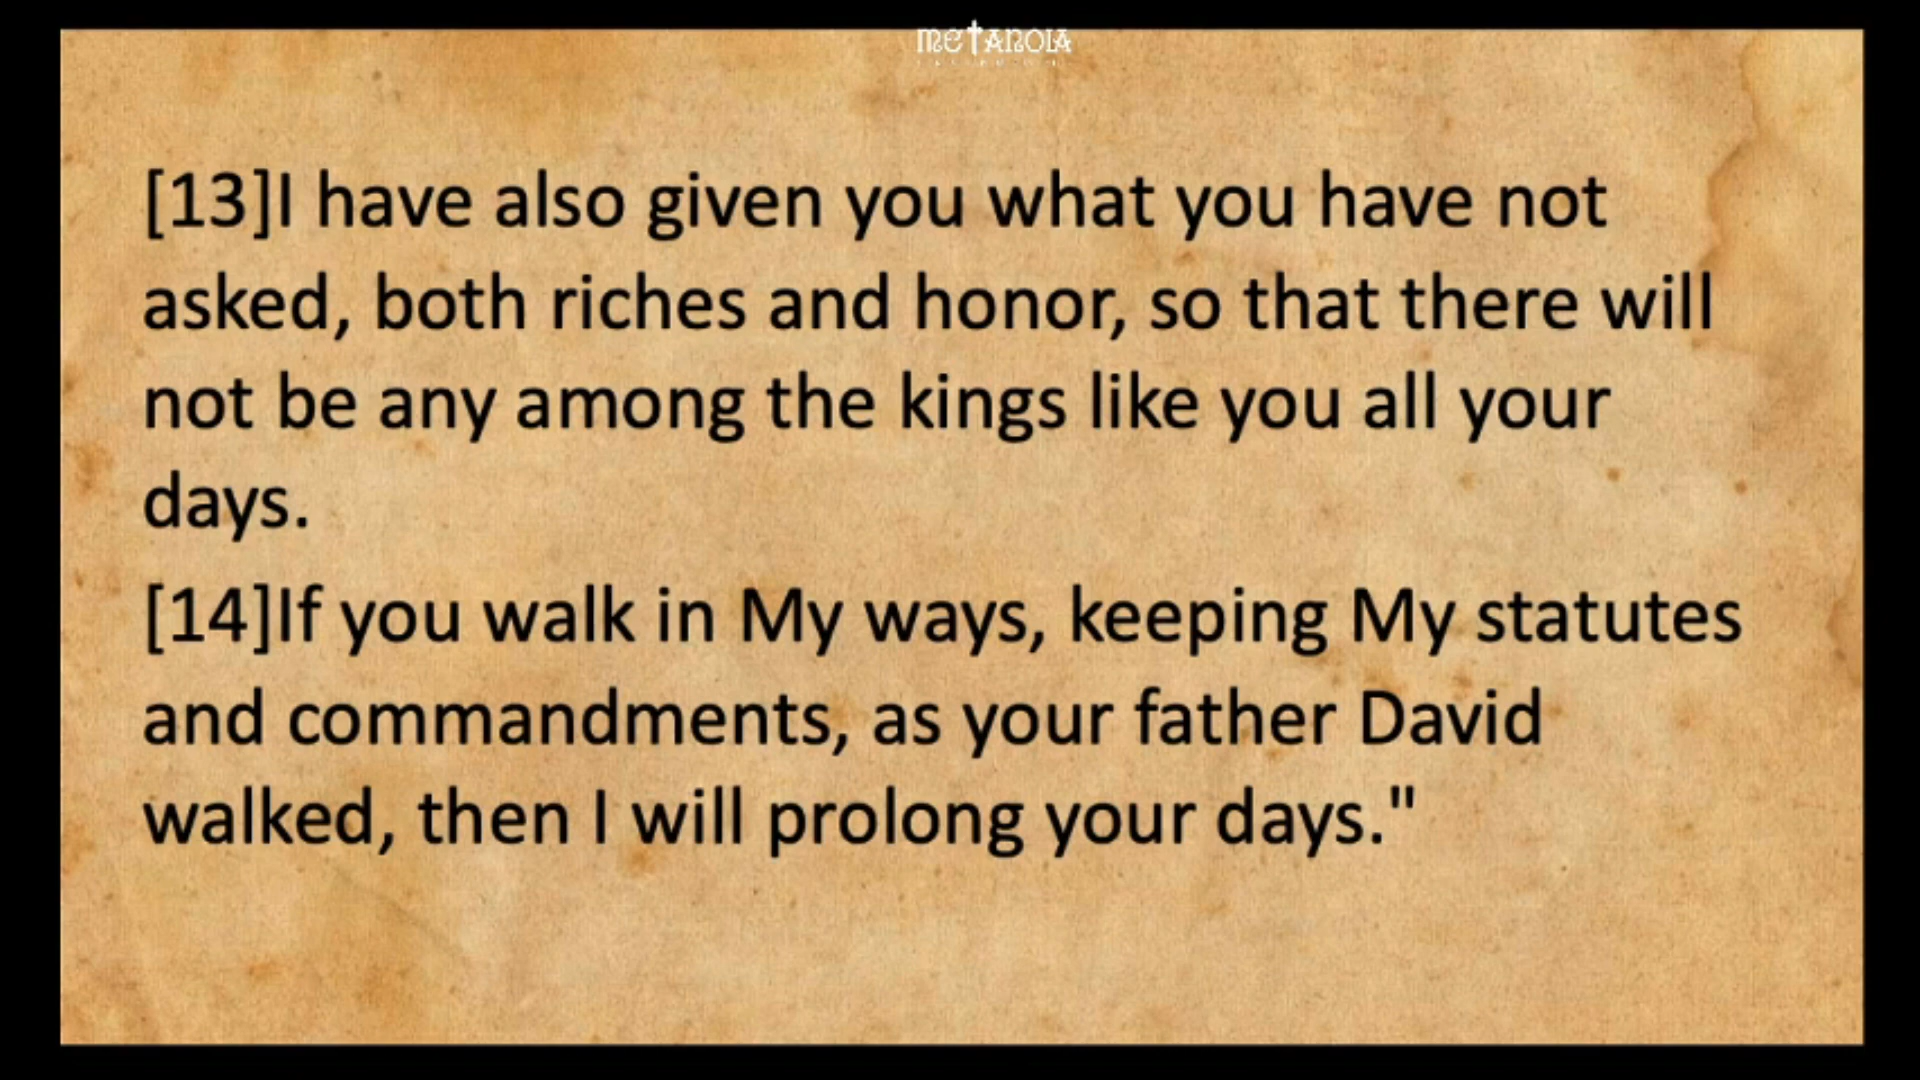 METANOIA
[13]I have also given you what you have not
asked, both riches and honor, so that there will
not be any among the kings like you all your
days.
[14]If you walk in My ways, keeping My statutes
and commandments, as your father David
walked, then I will prolong your days."